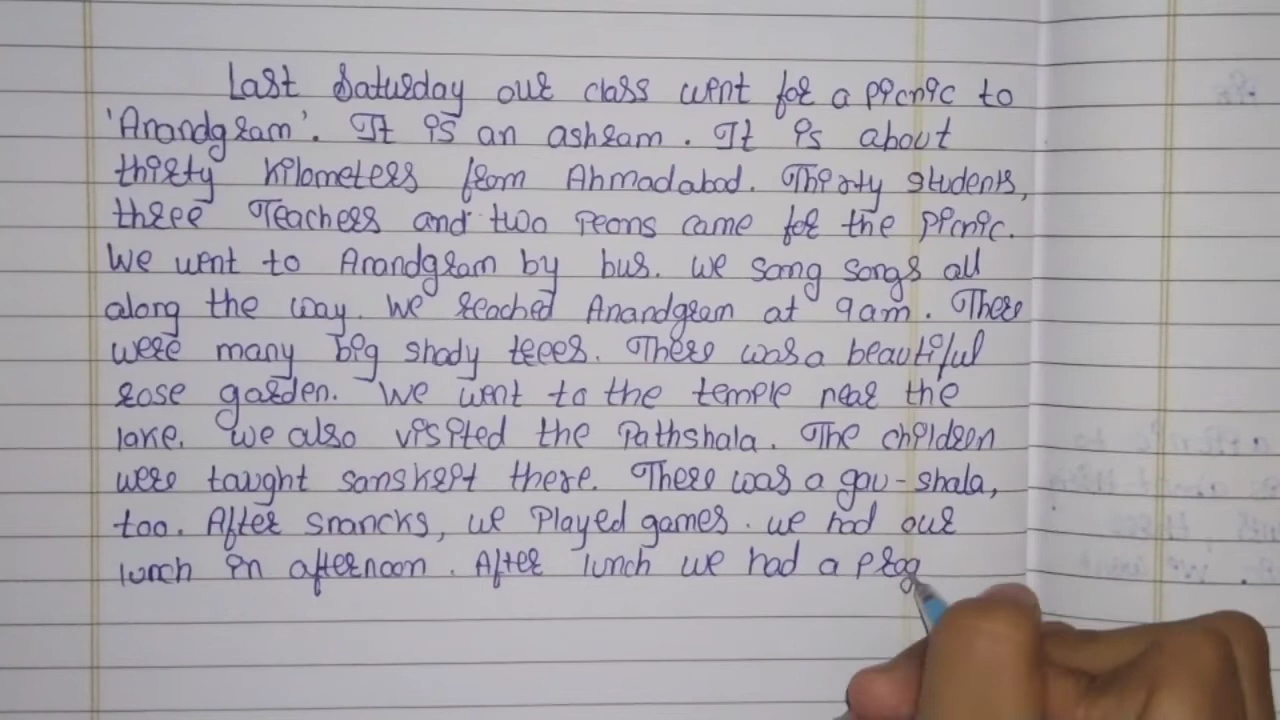 Last Saturday our class went for a picnic to
'Anandgram'. It is an ashram. It is about
thirty kilometers from Ahmadabad. Thirty students,
three Teachers and two Peons came for the picnic.
We went to Anandgram by bus. We sang songs all
along the way. We reached Anandgram at 9am. There
were many big shady trees. There was a beautiful
rose garden. We went to the temple near the
lake. We also visited the Pathshala. The children
were taught sanskrit there. There was a gau-shala,
too. After snancks, we Played games. we had our
lunch in afternoon. After lunch we had a prog